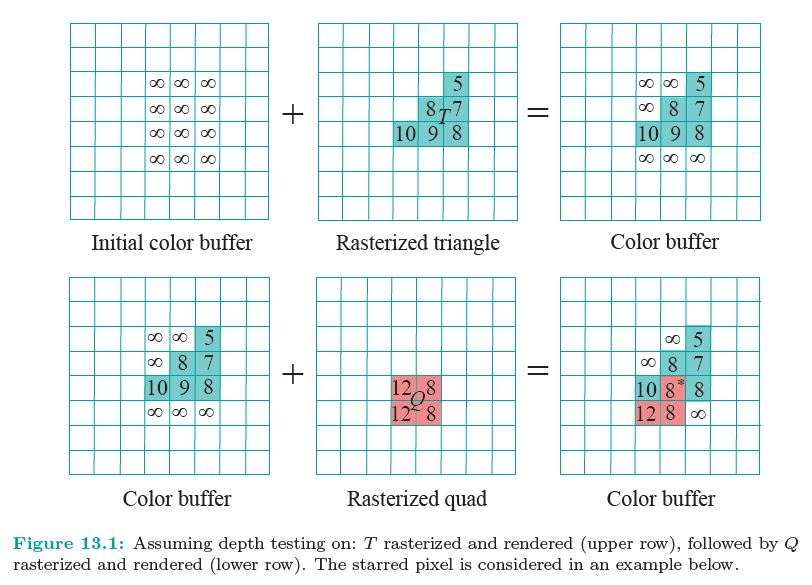 ∞ ∞ ∞
∞ ∞ ∞
∞ ∞ ∞
∞ ∞ ∞
+
5
8 T 7
10 9 8
=
∞ ∞ 5
∞ 8 7
10 9 8
∞ ∞ ∞
Initial color buffer
Rasterized triangle
Color buffer
∞ ∞ 5
∞ 8 7
10 9 8
∞ ∞ ∞
+
12 8
Q
12 8
=
∞ 5
∞ 8 7
10 8* 8
12 8 ∞
Color buffer
Rasterized quad
Color buffer
Figure 13.1: Assuming depth testing on: T rasterized and rendered (upper row), followed by Q
rasterized and rendered (lower row). The starred pixel is considered in an example below.